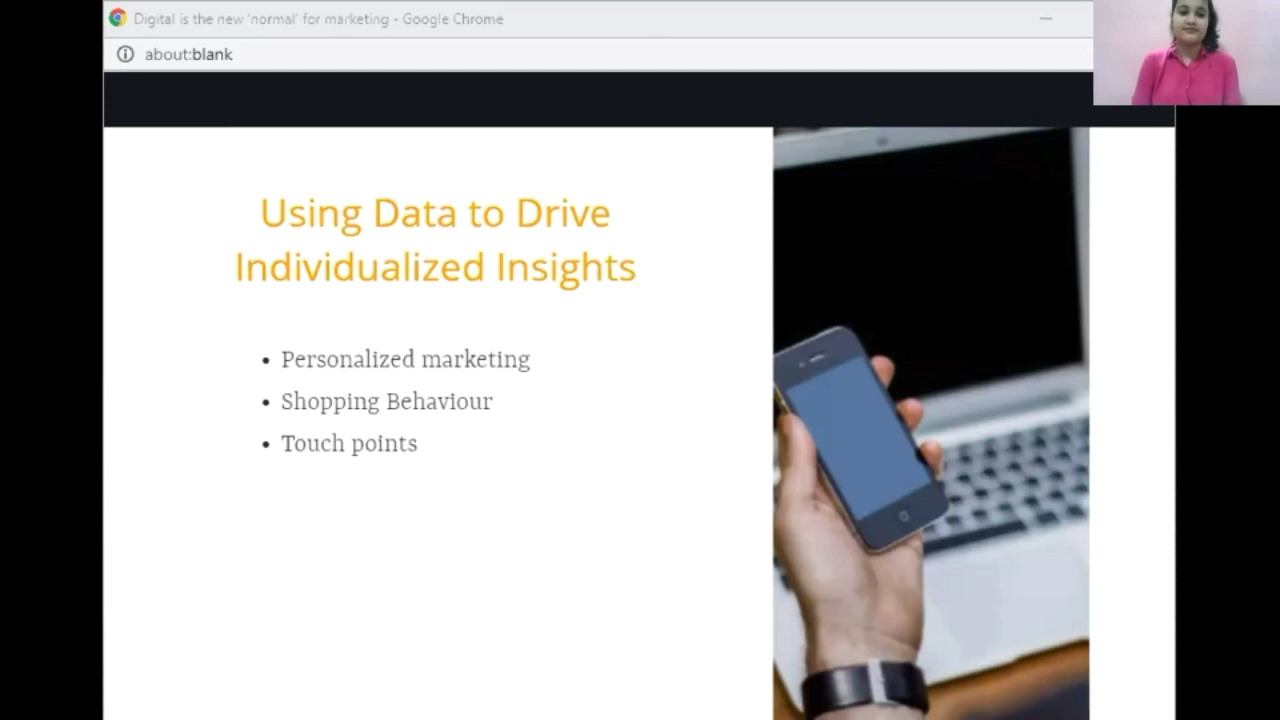 Digital is the new 'normal' for marketing - Google Chrome
about:blank
Using Data to Drive
Individualized Insights
• Personalized marketing
• Shopping Behaviour
• Touch points